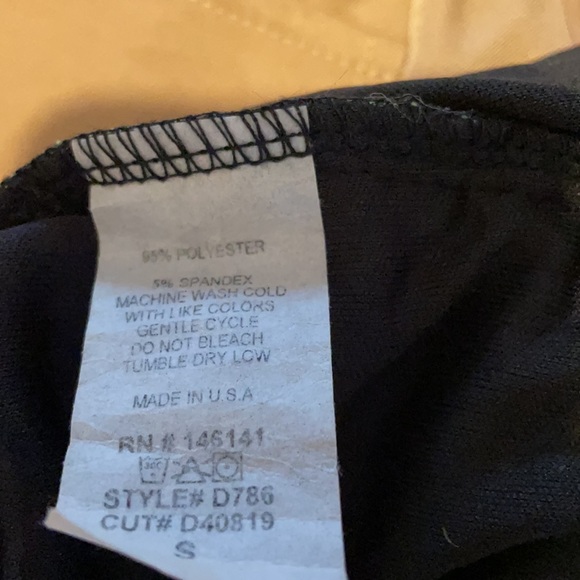 95% POLYESTER
5% SPANDEX
MACHINE WASH COLD
WITH LIKE COLORS
GENTLE CYCLE
DO NOT BLEACH
TUMBLE DRY LOW
MADE IN U.S.A
RN # 146141
30C
STYLE# D786
CUT# D40819
S